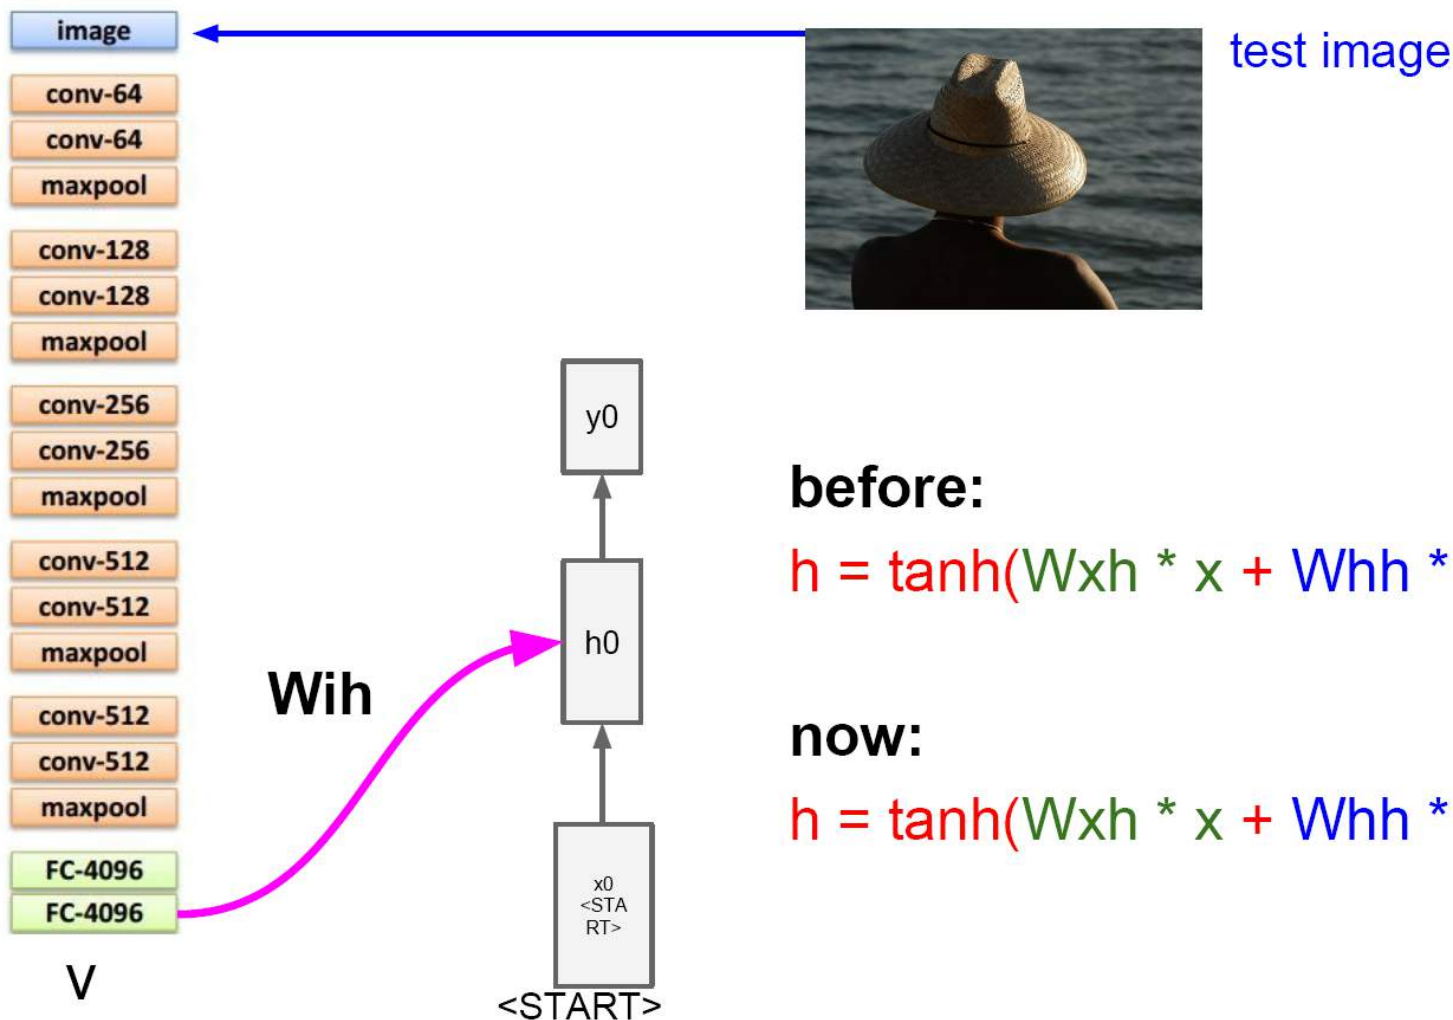 image
conv-64
conv-64
maxpool
conv-128
conv-128
maxpool
conv-256
conv-256
maxpool
conv-512
conv-512
maxpool
conv-512
conv-512
maxpool
FC-4096
FC-4096
v
Wih
y0
h0
x0
<STA
RT>
<START>
test image
before:
h = tanh(Wxh * x + Whh *
now:
h = tanh(Wxh * x + Whh *